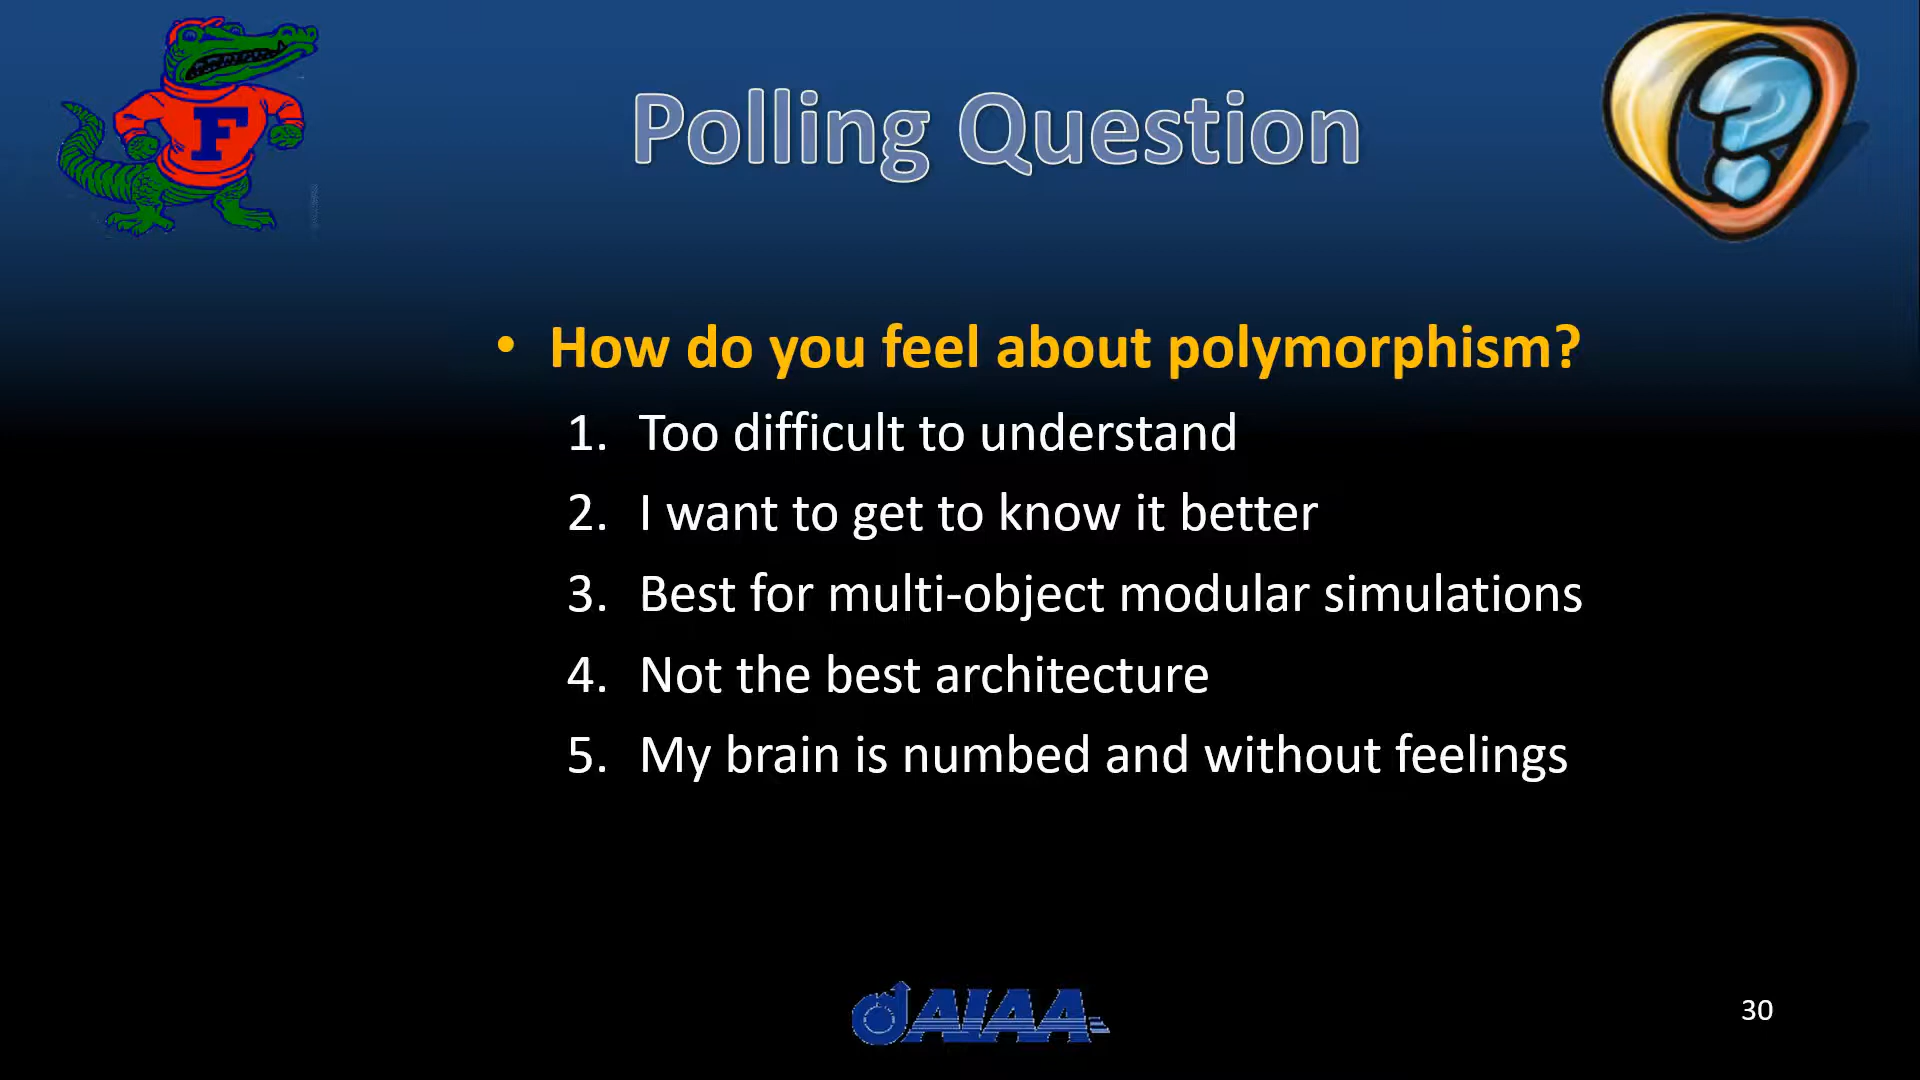 F
Polling Question
• How do you feel about polymorphism?
1. Too difficult to understand
2. I want to get to know it better
3. Best for multi-object modular simulations
4. Not the best architecture
5. My brain is numbed and without feelings
AIAA
30